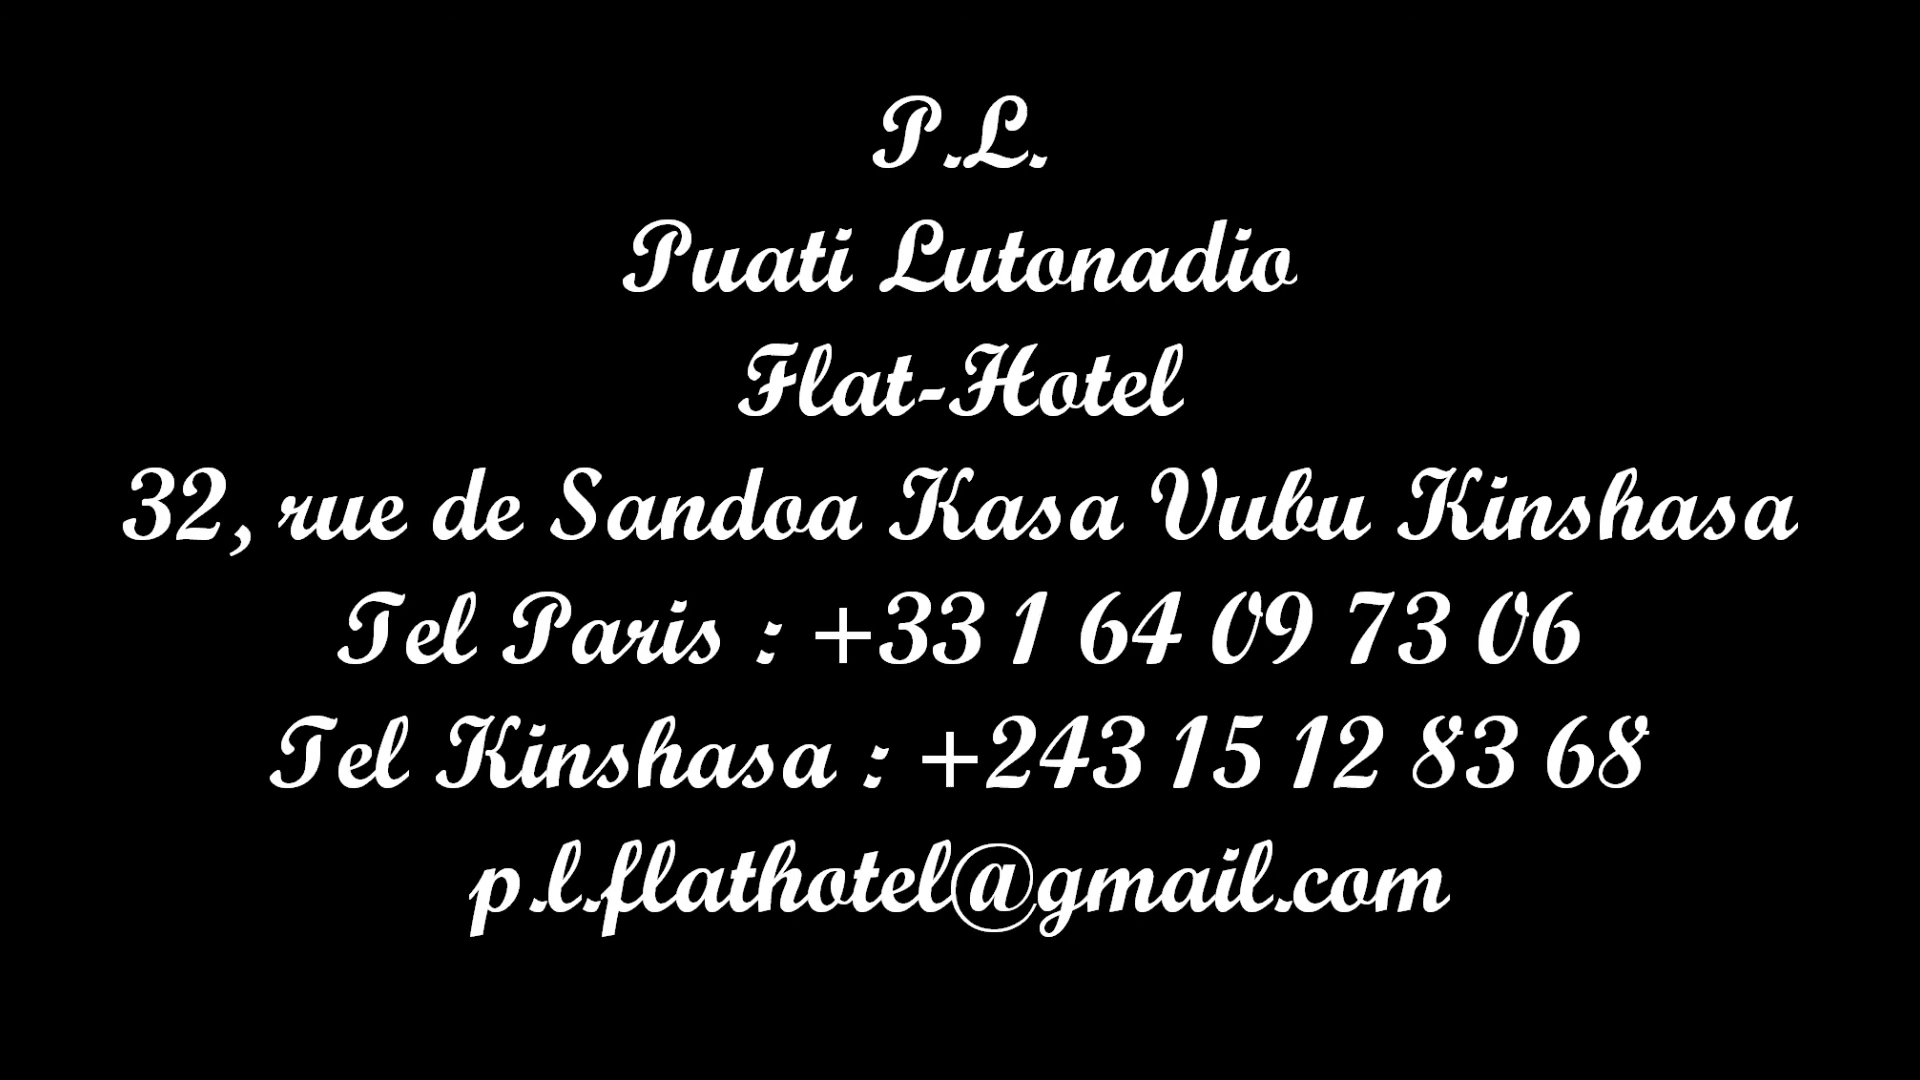 P.L.
Puati Lutonadio
Flat-Hotel
32, rue de Sandoa Kasa Vubu Kinshasa
Tel Paris : +33 1 64 09 73 06
Tel Kinshasa : +243 15 12 83 68
p.l.flathotel@gmail.com